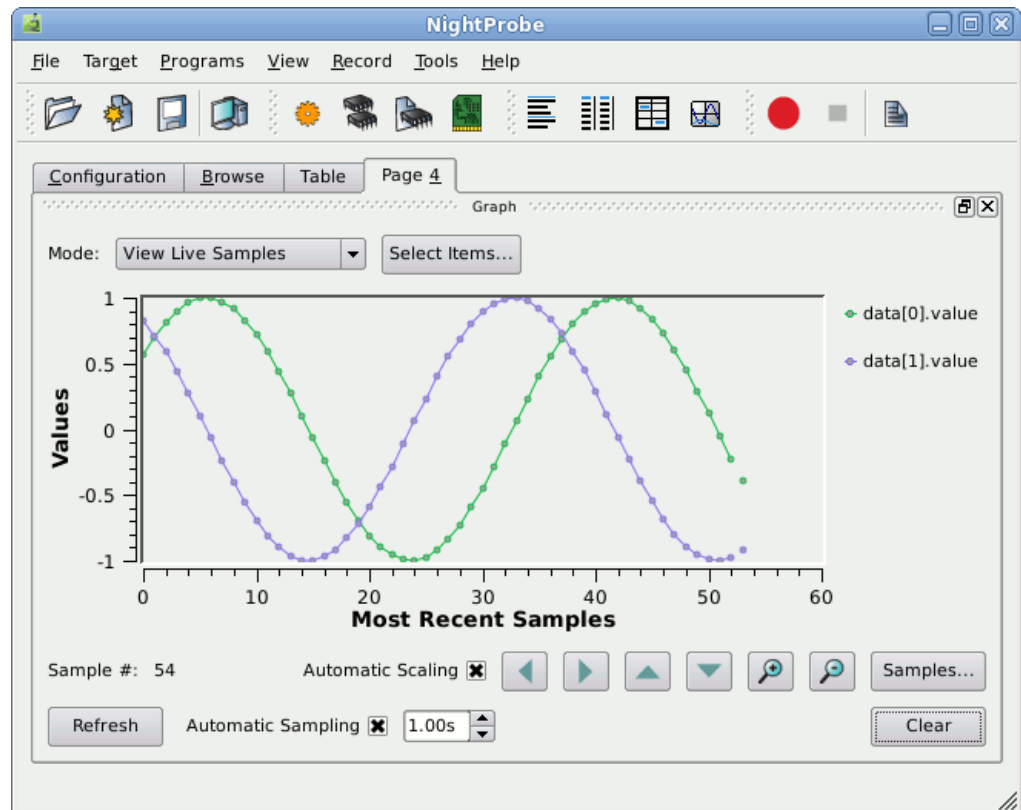 NightProbe
File Target Programs View Record Tools Help
Configuration Browse Table Page 4
Graph
Mode: View Live Samples Select Items...
1
0.5
0
-0.5
-1
Values
data[0].value
data[1].value
0 10 20 30 40 50 60
Most Recent Samples
Sample #: 54 Automatic Scaling Samples...
Refresh Automatic Sampling 1.00s Clear